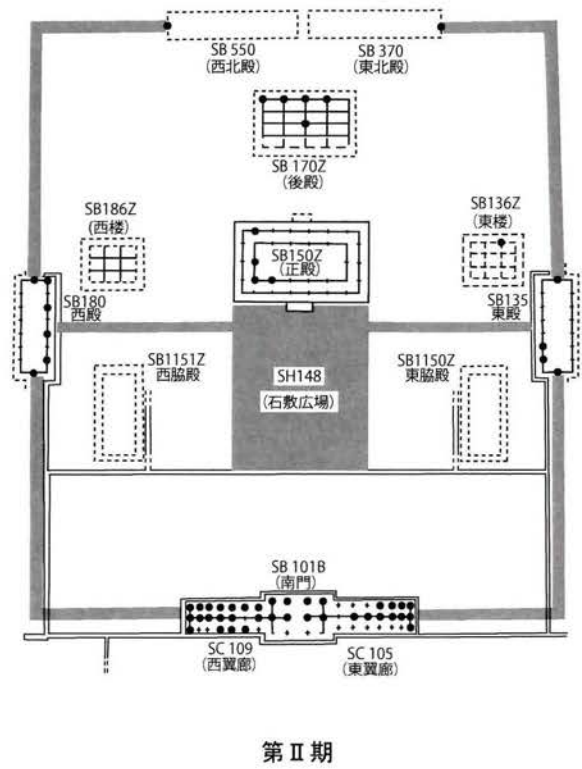 SB 550
(西北殿)
SB 370
(東北殿)
SB 170Z
(後殿)
SB186Z
(西楼)
SB136Z
(東楼)
SB150Z
(正殿)
SB180
西殿
SB135
東殿
SB1151Z
西脇殿
SH148
(石敷広場)
SB1150Z
東脇殿
SB 101B
(南門)
SC 109
(西翼廊)
SC 105
(東翼廊)
第Ⅱ期